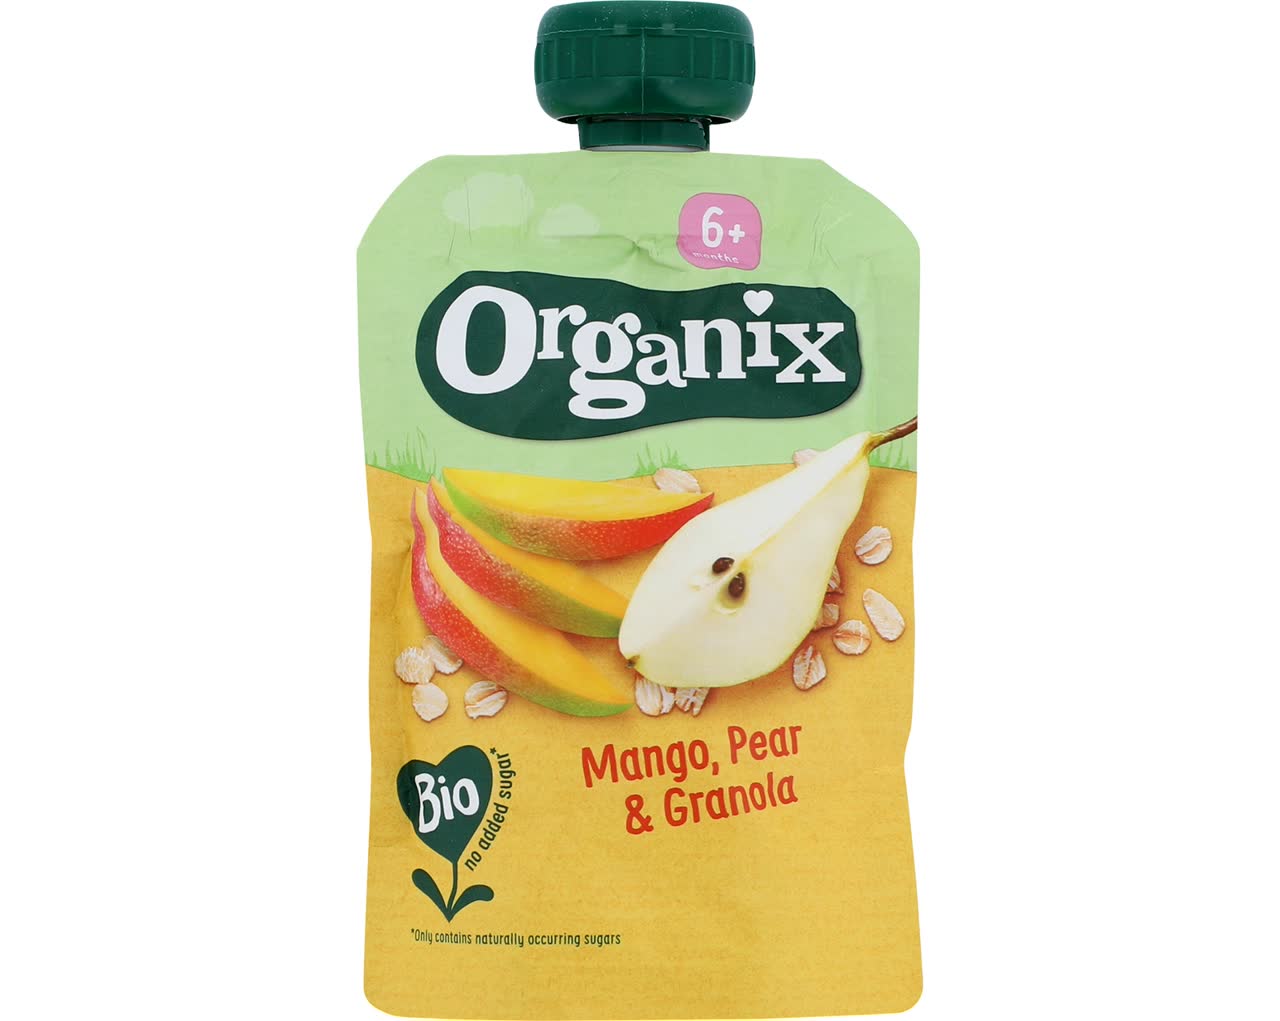 6+
months
Organix
Mango, Pear
& Granola
Bio
no added sugar*
*Only contains naturally occurring sugars